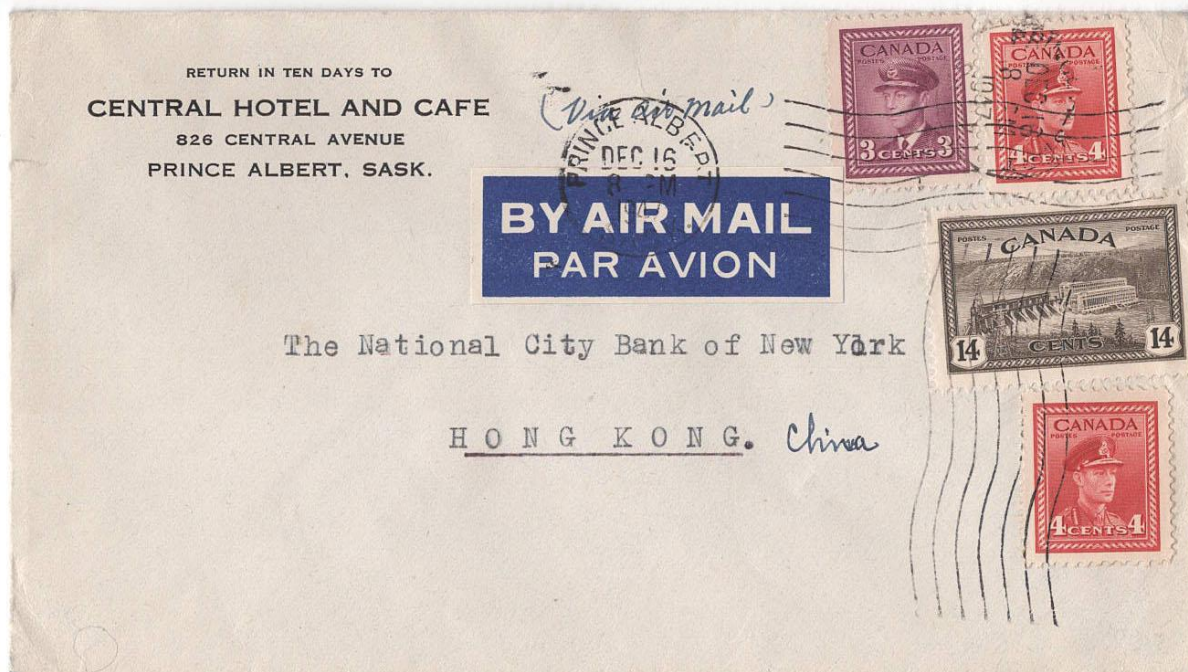 RETURN IN TEN DAYS TO
CENTRAL HOTEL AND CAFE
826 CENTRAL AVENUE
PRINCE ALBERT, SASK.
(Via Air Mail)
PRINCE ALBERT
DEC 16
8 PM
1947
BY AIR MAIL
PAR AVION
CANADA
POSTES POSTAGE
3 CENTS 3
CANADA
POSTES POSTAGE
4 CENTS 4
POSTES POSTAGE
CANADA
14 CENTS 14
The National City Bank of New York
HONG KONG. China
CANADA
POSTES POSTAGE
4 CENTS 4